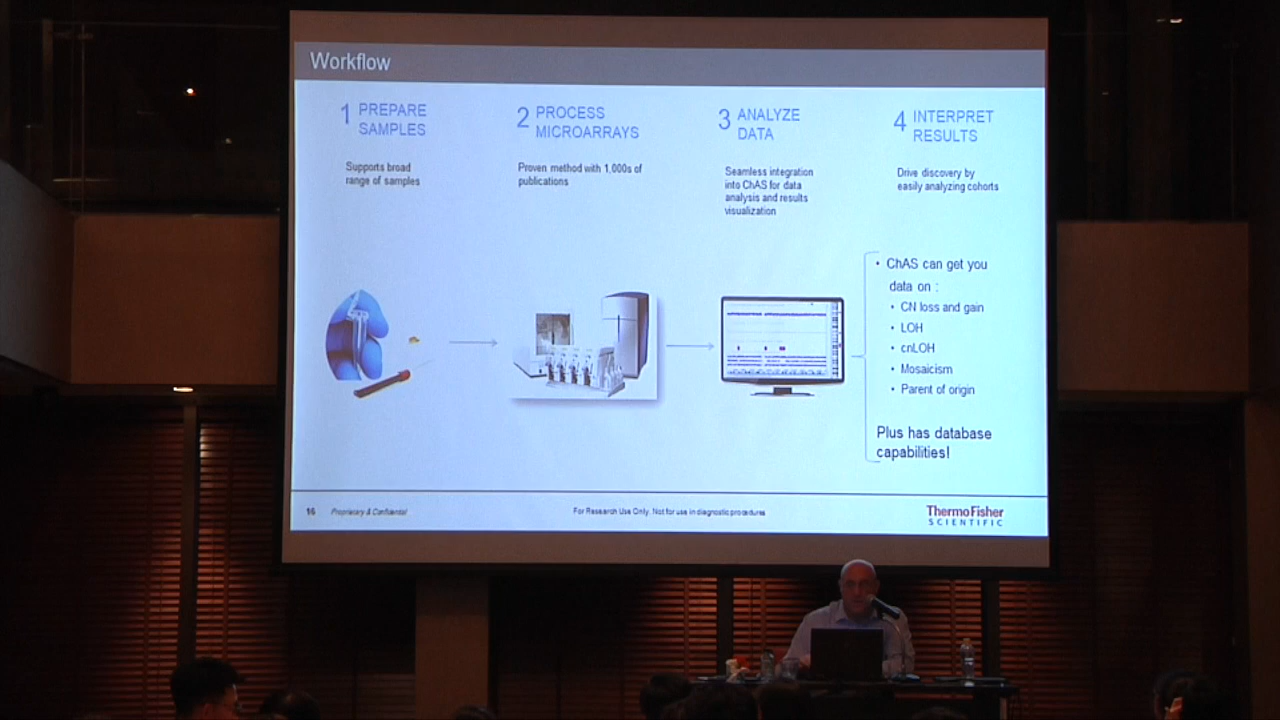 Workflow
1 PREPARE
SAMPLES
Supports broad
range of samples
2 PROCESS
MICROARRAYS
Proven method with 1,000s of
publications
3 ANALYZE
DATA
Seamless integration
into ChAS for data
analysis and results
visualization
4 INTERPRET
RESULTS
Drive discovery by
easily analyzing cohorts
• ChAS can get you
data on :
• CN loss and gain
• LOH
• cnLOH
• Mosaicism
• Parent of origin
Plus has database
capabilities!
16 Proprietary & Confidential
For Research Use Only. Not for use in diagnostic procedures
ThermoFisher
SCIENTIFIC